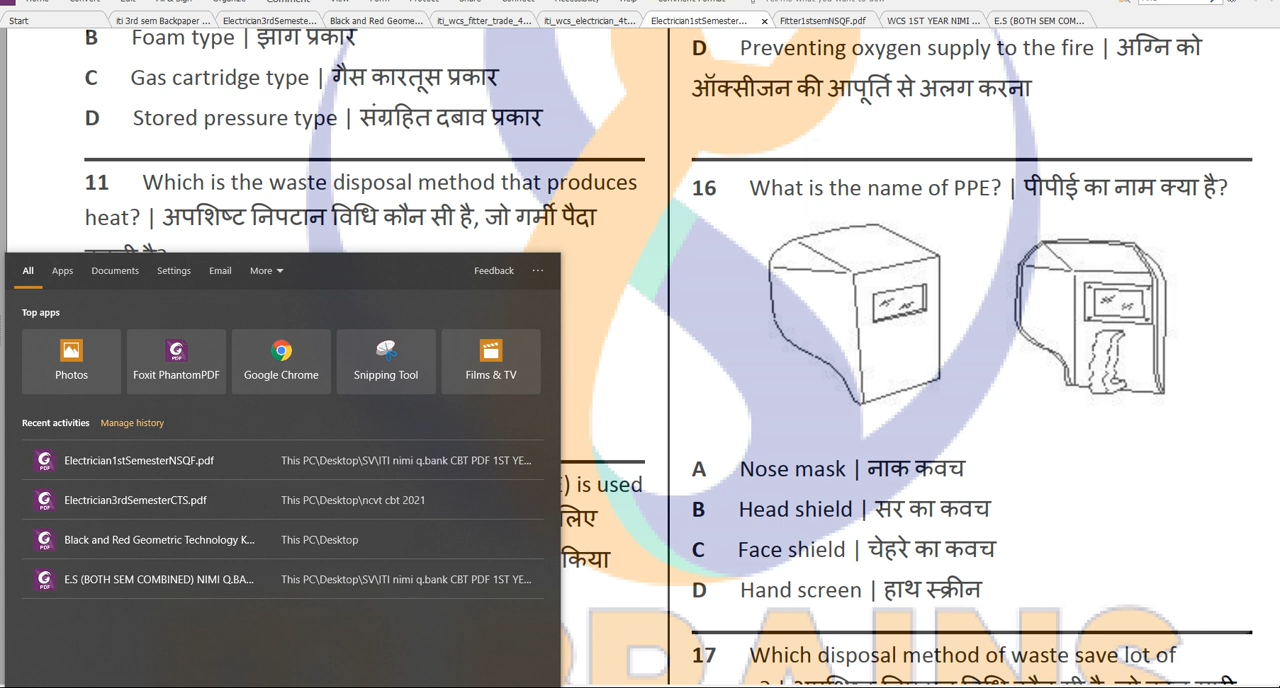 Start
iti 3rd sem Backpaper ...
Electrician3rdSemeste...
Black and Red Geome...
iti_wcs_fitter_trade_4...
iti_wcs_electrician_4t...
Electrician1stSemester...
Fitter1stsemNSQF.pdf
WCS 1ST YEAR NIMI ...
E.S (BOTH SEM COM...
B Foam type | झाग प्रकार
C Gas cartridge type | गैस कारतूस प्रकार
D Stored pressure type | संग्रहित दबाव प्रकार
11 Which is the waste disposal method that produces
heat? | अपशिष्ट निपटान विधि कौन सी है, जो गर्मी पैदा
All Apps Documents Settings Email More Feedback ...
Top apps
Photos
Foxit PhantomPDF
Google Chrome
Snipping Tool
Films & TV
Recent activities Manage history
Electrician1stSemesterNSQF.pdf This PC\Desktop\SV\ITI nimi q.bank CBT PDF 1ST YE...
Electrician3rdSemesterCTS.pdf This PC\Desktop\ncvt cbt 2021
Black and Red Geometric Technology K... This PC\Desktop
E.S (BOTH SEM COMBINED) NIMI Q.BA... This PC\Desktop\SV\ITI nimi q.bank CBT PDF 1ST YE...
) is used
लिए
किया
D Preventing oxygen supply to the fire | अग्नि को
ऑक्सीजन की आपूर्ति से अलग करना
16 What is the name of PPE? | पीपीई का नाम क्या है?
A Nose mask | नाक कवच
B Head shield | सर का कवच
C Face shield | चेहरे का कवच
D Hand screen | हाथ स्क्रीन
17 Which disposal method of waste save lot of